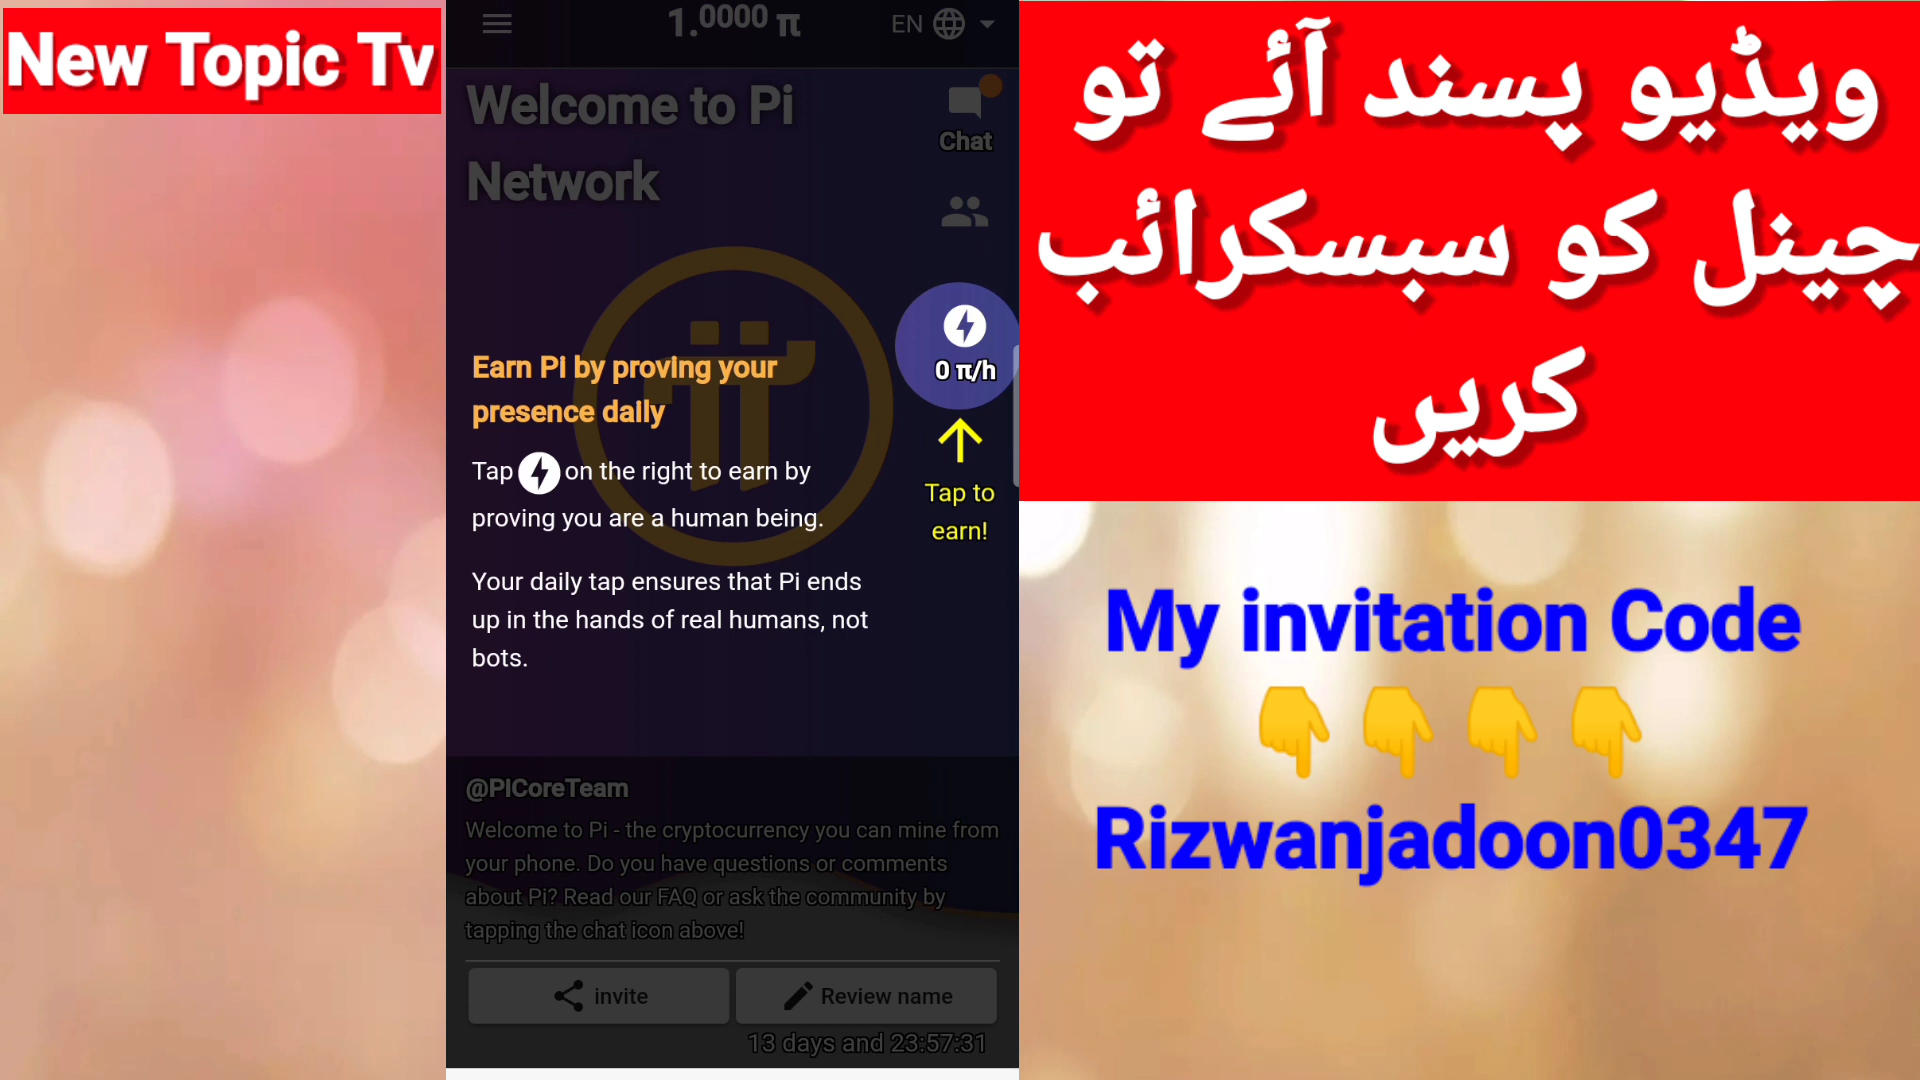 New Topic Tv
1.0000 π
EN
Welcome to Pi
Network
Chat
0 π/h
Tap to
earn!
Earn Pi by proving your
presence daily
Tap on the right to earn by
proving you are a human being.
Your daily tap ensures that Pi ends
up in the hands of real humans, not
bots.
@PICoreTeam
Welcome to Pi - the cryptocurrency you can mine from
your phone. Do you have questions or comments
about Pi? Read our FAQ or ask the community by
tapping the chat icon above!
invite
Review name
13 days and 23:57:31
ویڈیو پسند آئے تو
چینل کو سبسکرائب
کریں
My invitation Code
👇👇👇👇
Rizwanjadoon0347